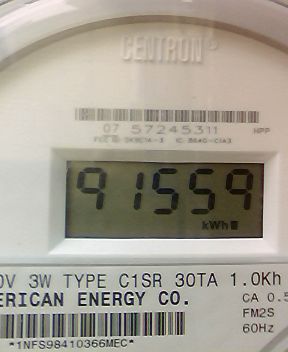 CENTRON®
07 57245311 HPP
91559
kWh
0V 3W TYPE C1SR 30TA 1.0Kh
ERICAN ENERGY CO. CA 0.5
FM2S
60Hz
*1NFS98410366MEC*